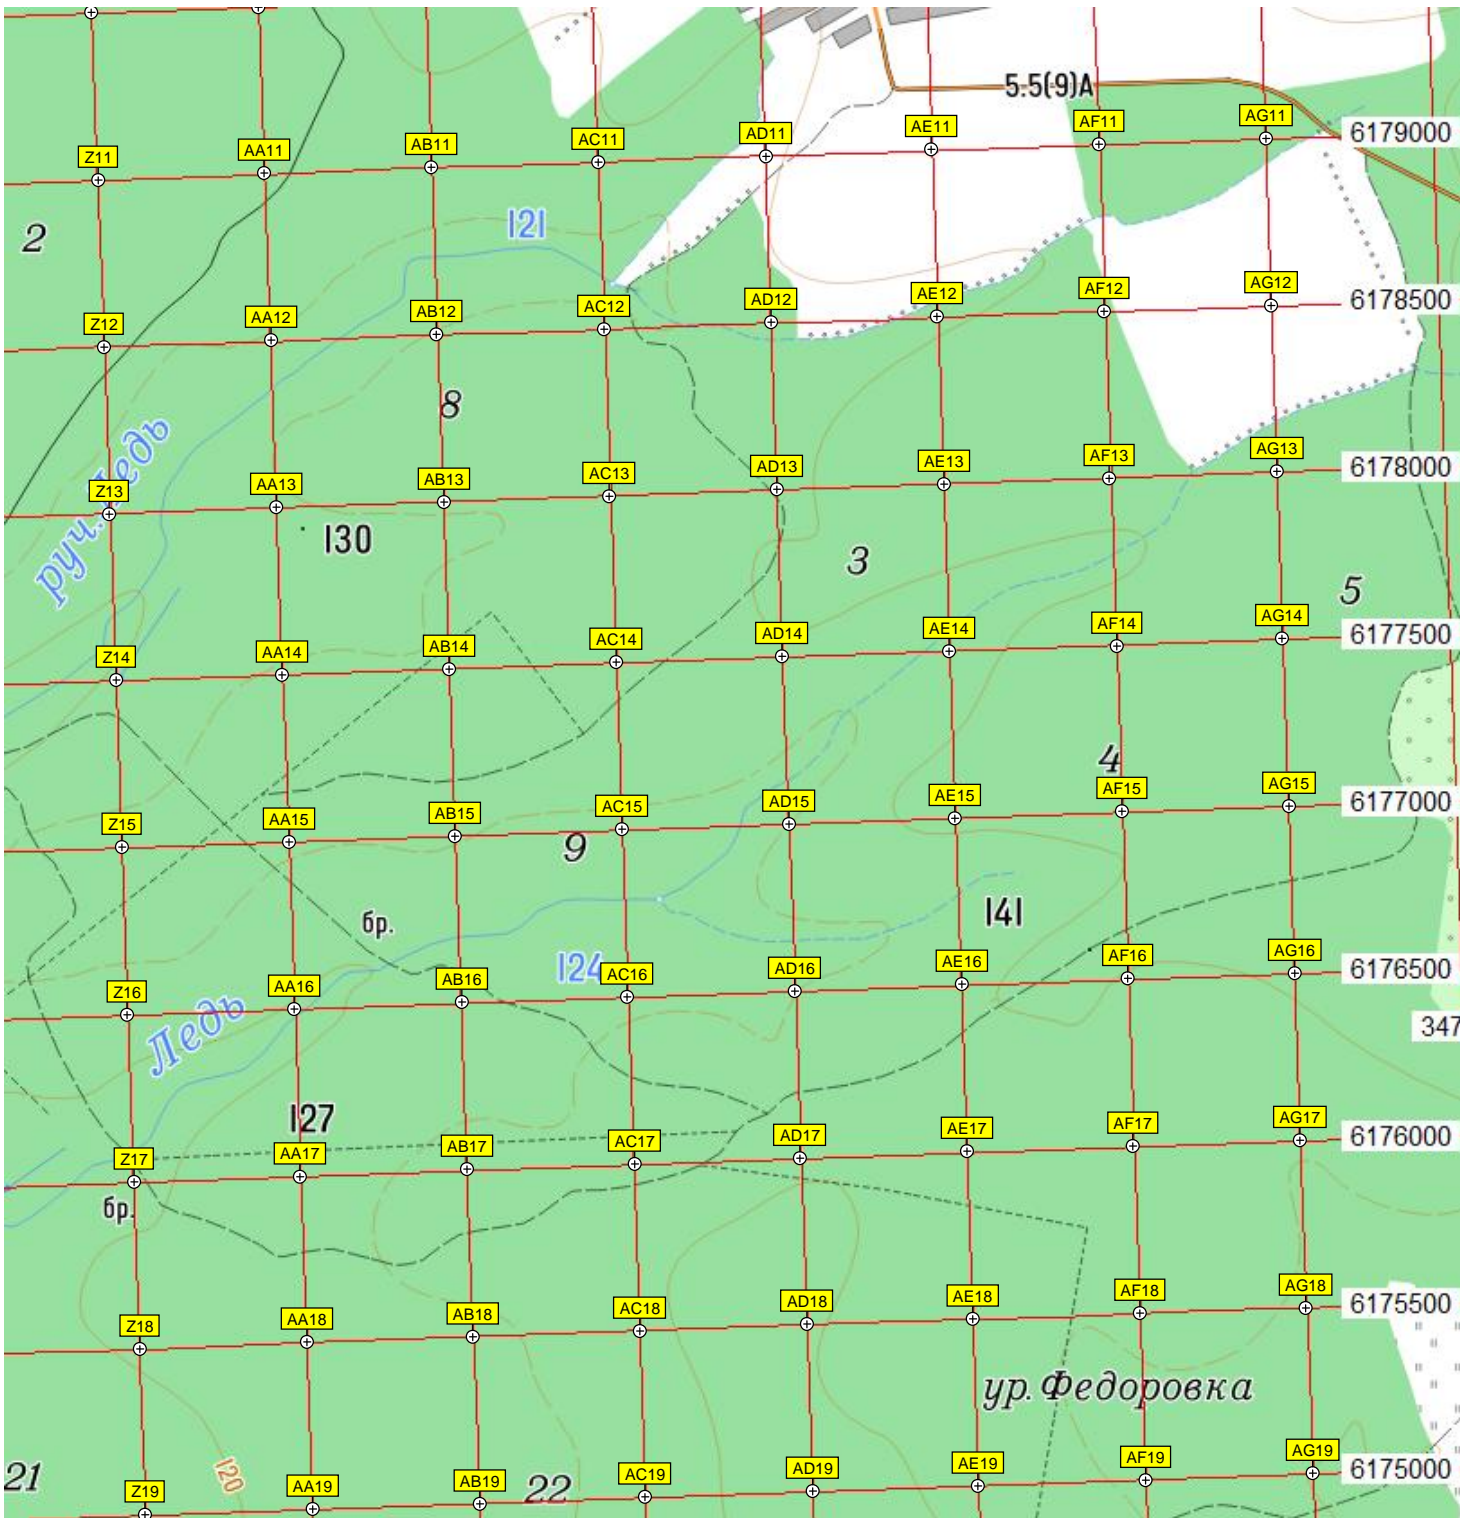 5.5(9)А
Z11 AA11 AB11 AC11 AD11 AE11 AF11 AG11 6179000
2
121
Z12 AA12 AB12 AC12 AD12 AE12 AF12 AG12 6178500
8
руч. Ледь
Z13 AA13 AB13 AC13 AD13 AE13 AF13 AG13 6178000
130
3
5
Z14 AA14 AB14 AC14 AD14 AE14 AF14 AG14 6177500
4
Z15 AA15 AB15 AC15 AD15 AE15 AF15 AG15 6177000
9
бр.
141
124
Z16 AA16 AB16 AC16 AD16 AE16 AF16 AG16 6176500
Ледь
347
127
Z17 AA17 AB17 AC17 AD17 AE17 AF17 AG17 6176000
бр.
Z18 AA18 AB18 AC18 AD18 AE18 AF18 AG18 6175500
ур. Федоровка
21
120
22
Z19 AA19 AB19 AC19 AD19 AE19 AF19 AG19 6175000